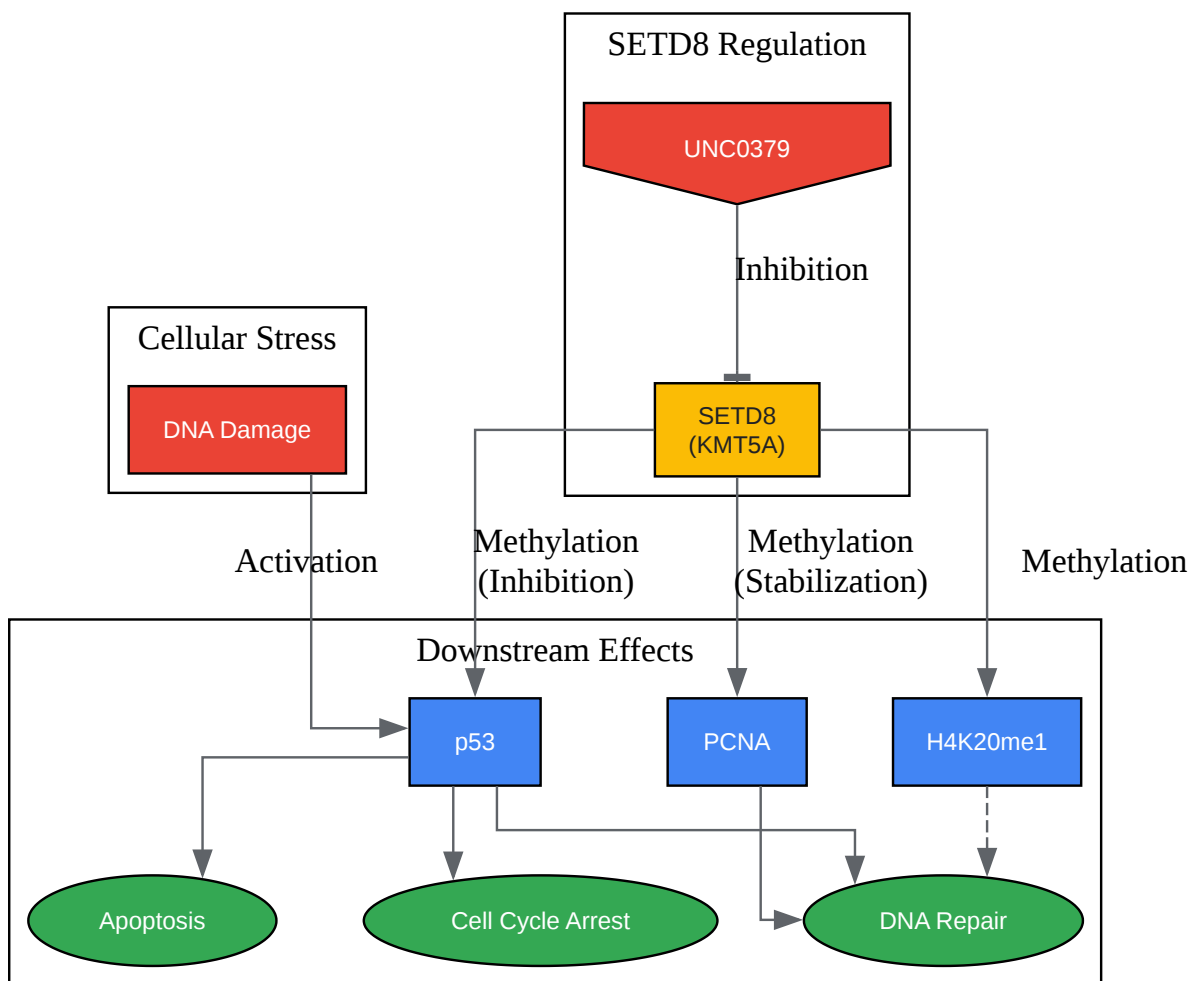 SETD8 Regulation
UNC0379
Inhibition
Cellular Stress
DNA Damage
SETD8
(KMT5A)
Activation
Methylation
(Inhibition)
Methylation
(Stabilization)
Methylation
Downstream Effects
p53
PCNA
H4K20me1
Apoptosis
Cell Cycle Arrest
DNA Repair